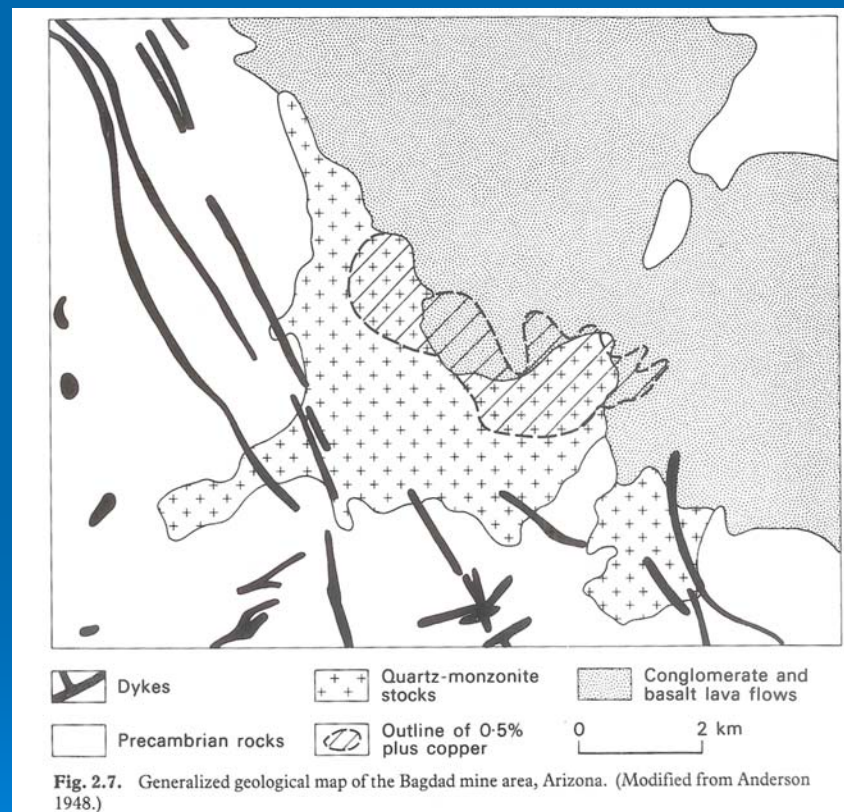 Dykes
Quartz-monzonite
stocks
Conglomerate and
basalt lava flows
Precambrian rocks
Outline of 0·5%
plus copper
0 2 km
Fig. 2.7. Generalized geological map of the Bagdad mine area, Arizona. (Modified from Anderson
1948.)